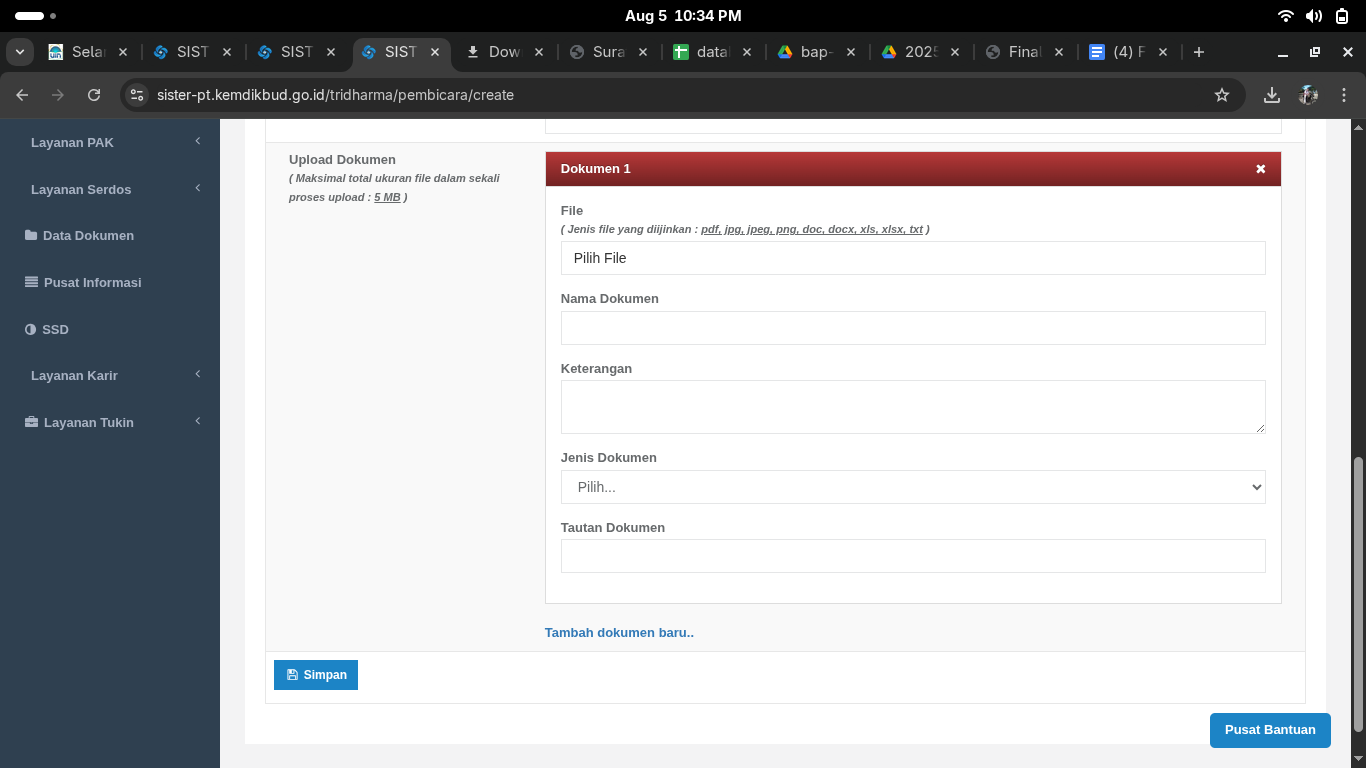 Aug 5 10:34 PM
Selar
SIST
SIST
SIST
Dow
Sura
datal
bap-
2025
Final
(4) F
sister-pt.kemdikbud.go.id/tridharma/pembicara/create
Layanan PAK
Layanan Serdos
Data Dokumen
Pusat Informasi
SSD
Layanan Karir
Layanan Tukin
Upload Dokumen
( Maksimal total ukuran file dalam sekali
proses upload : 5 MB )
Dokumen 1
File
( Jenis file yang diijinkan : pdf, jpg, jpeg, png, doc, docx, xls, xlsx, txt )
Pilih File
Nama Dokumen
Keterangan
Jenis Dokumen
Pilih...
Tautan Dokumen
Tambah dokumen baru..
Simpan
Pusat Bantuan